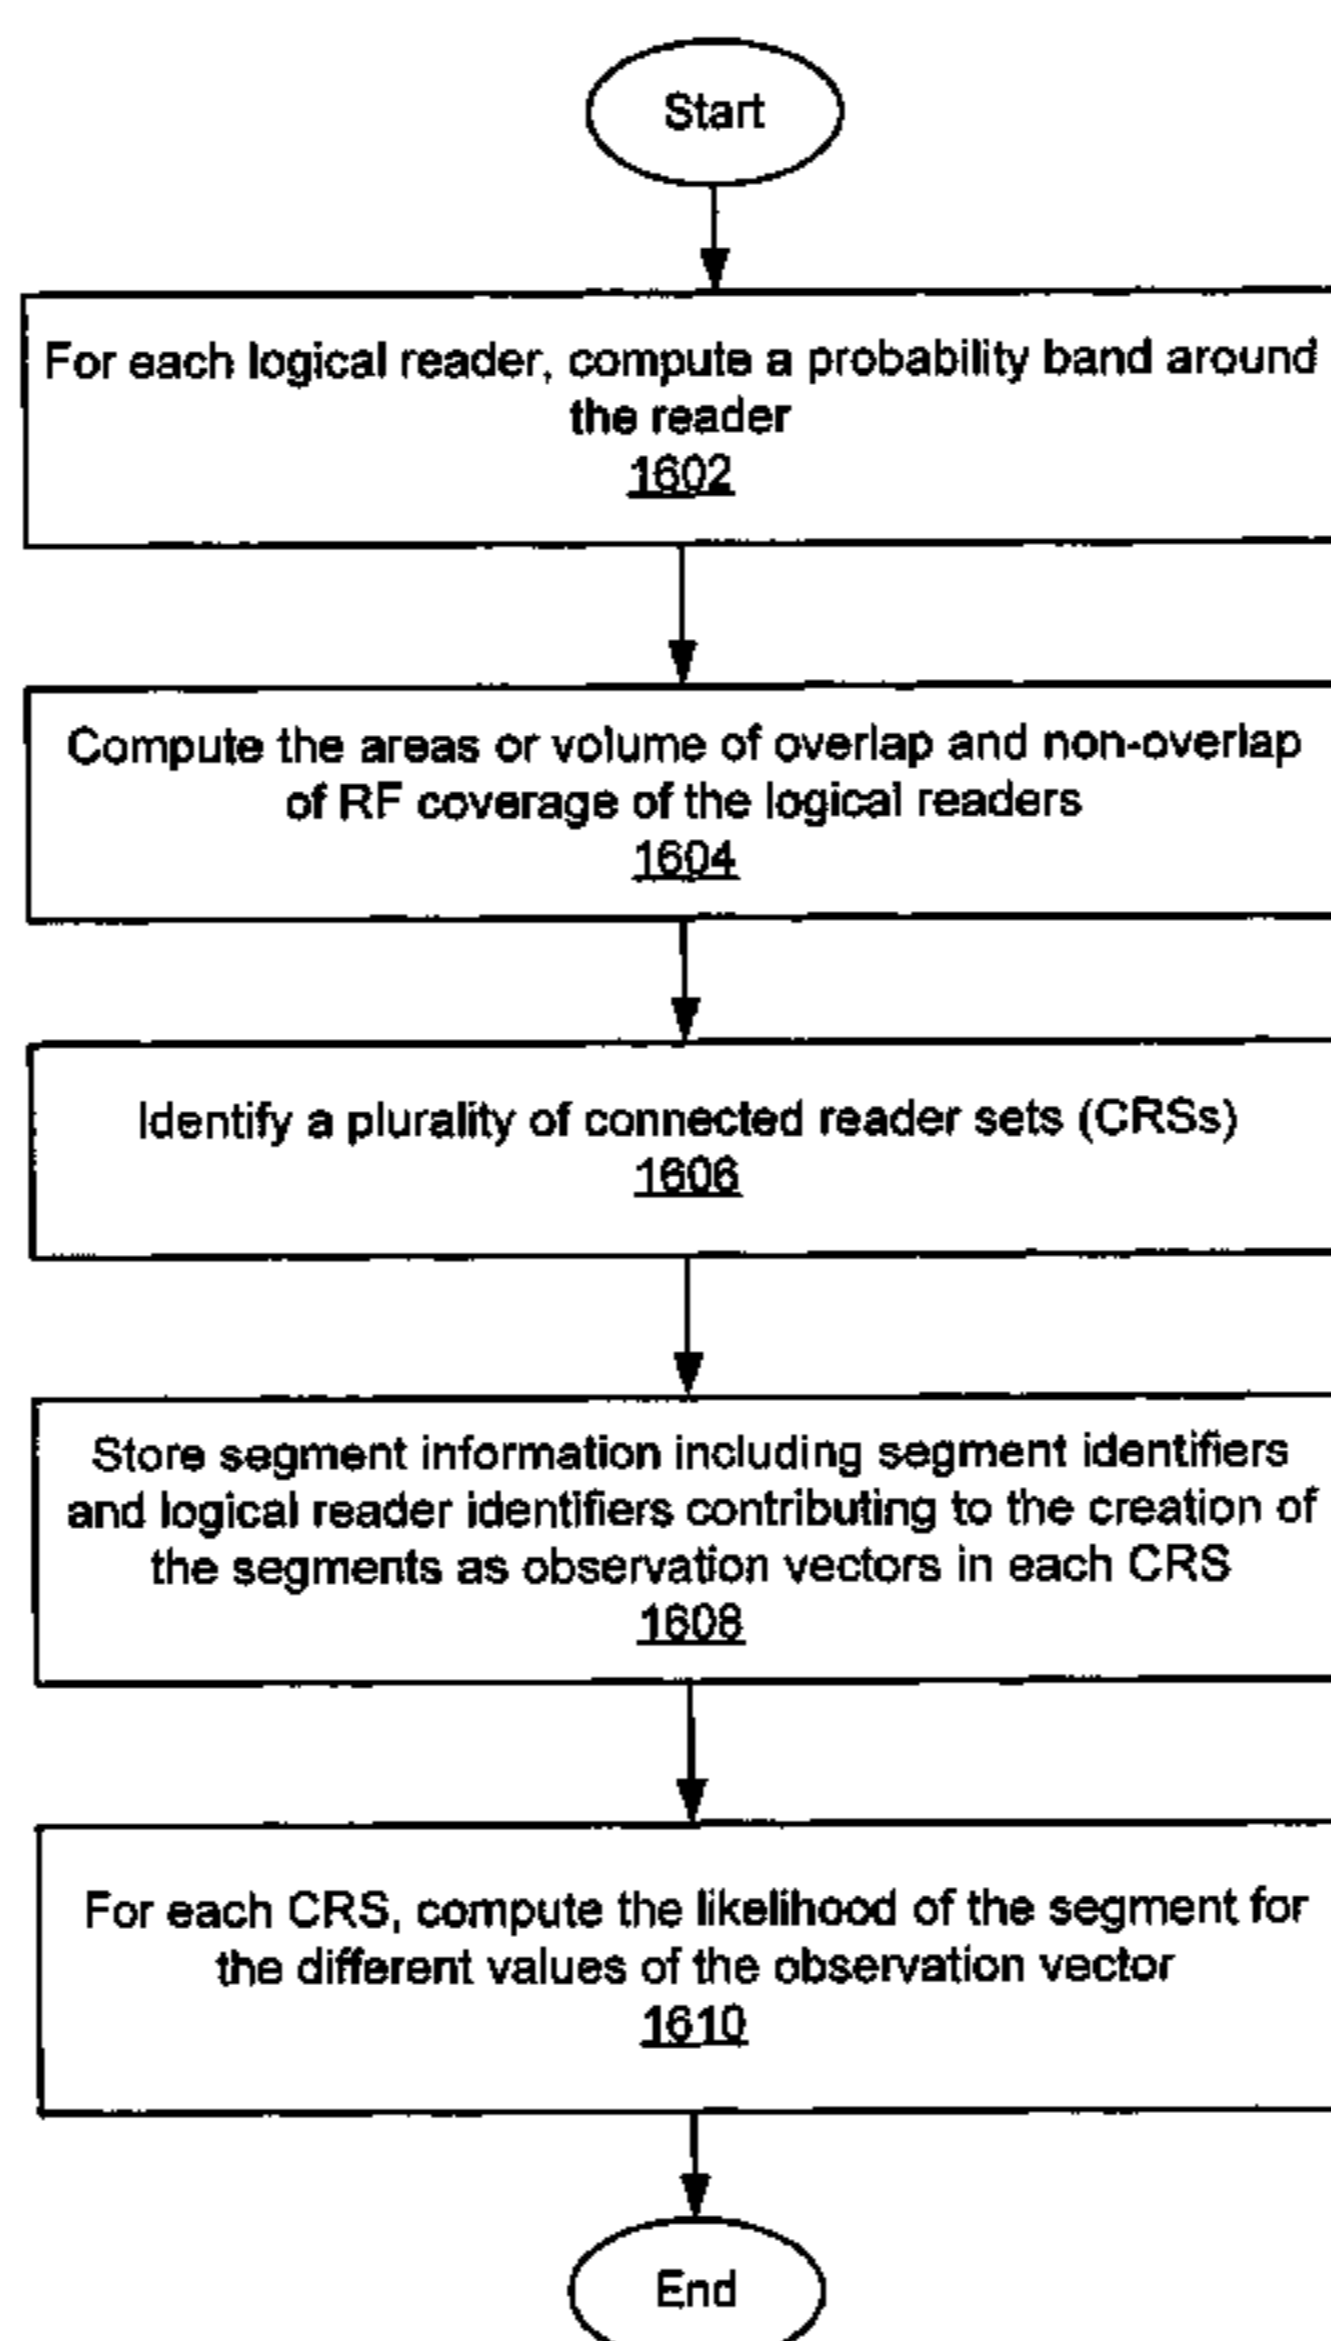 Start
For each logical reader, compute a probability band around
the reader
1602
Compute the areas or volume of overlap and non-overlap
of RF coverage of the logical readers
1604
Identify a plurality of connected reader sets (CRSs)
1606
Store segment information including segment identifiers
and logical reader identifiers contributing to the creation of
the segments as observation vectors in each CRS
1608
For each CRS, compute the likelihood of the segment for
the different values of the observation vector
1610
End